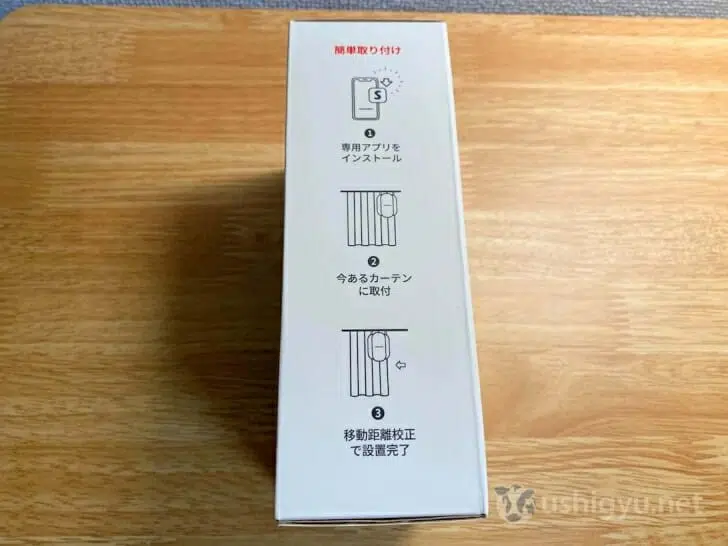 簡単取り付け
S
❶
専用アプリを
インストール
❷
今あるカーテン
に取付
❸
移動距離校正
で設置完了
ushigyu.net